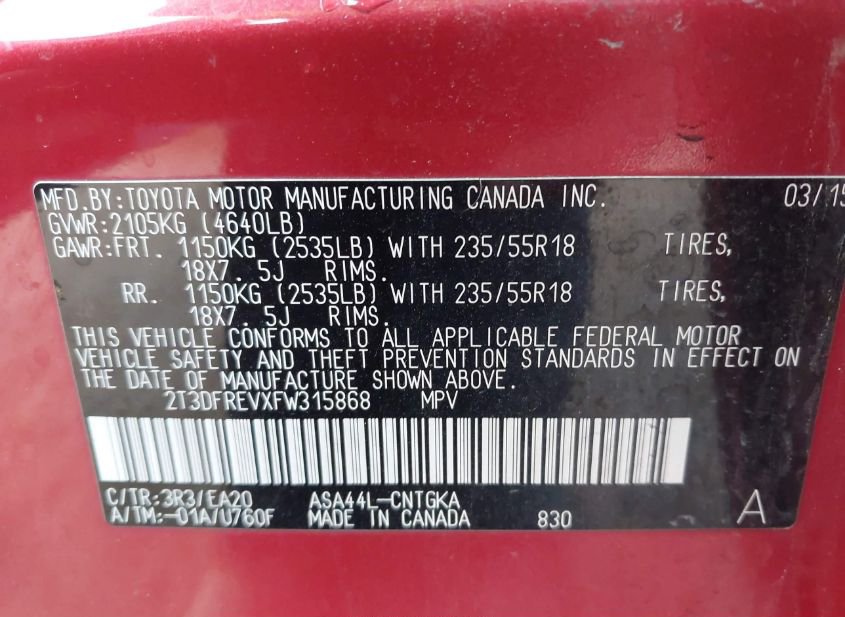 MFD.BY:TOYOTA MOTOR MANUFACTURING CANADA INC. 03/15
GVWR:2105KG (4640LB)
GAWR:FRT. 1150KG (2535LB) WITH 235/55R18 TIRES,
18X7. 5J RIMS.
RR. 1150KG (2535LB) WITH 235/55R18 TIRES,
18X7. 5J RIMS.
THIS VEHICLE CONFORMS TO ALL APPLICABLE FEDERAL MOTOR
VEHICLE SAFETY AND THEFT PREVENTION STANDARDS IN EFFECT ON
THE DATE OF MANUFACTURE SHOWN ABOVE.
2T3DFREVXFW315868 MPV
C/TR:3R3/EA20 ASA44L-CNTGKA
A/TM:-01A/U760F MADE IN CANADA 830 A